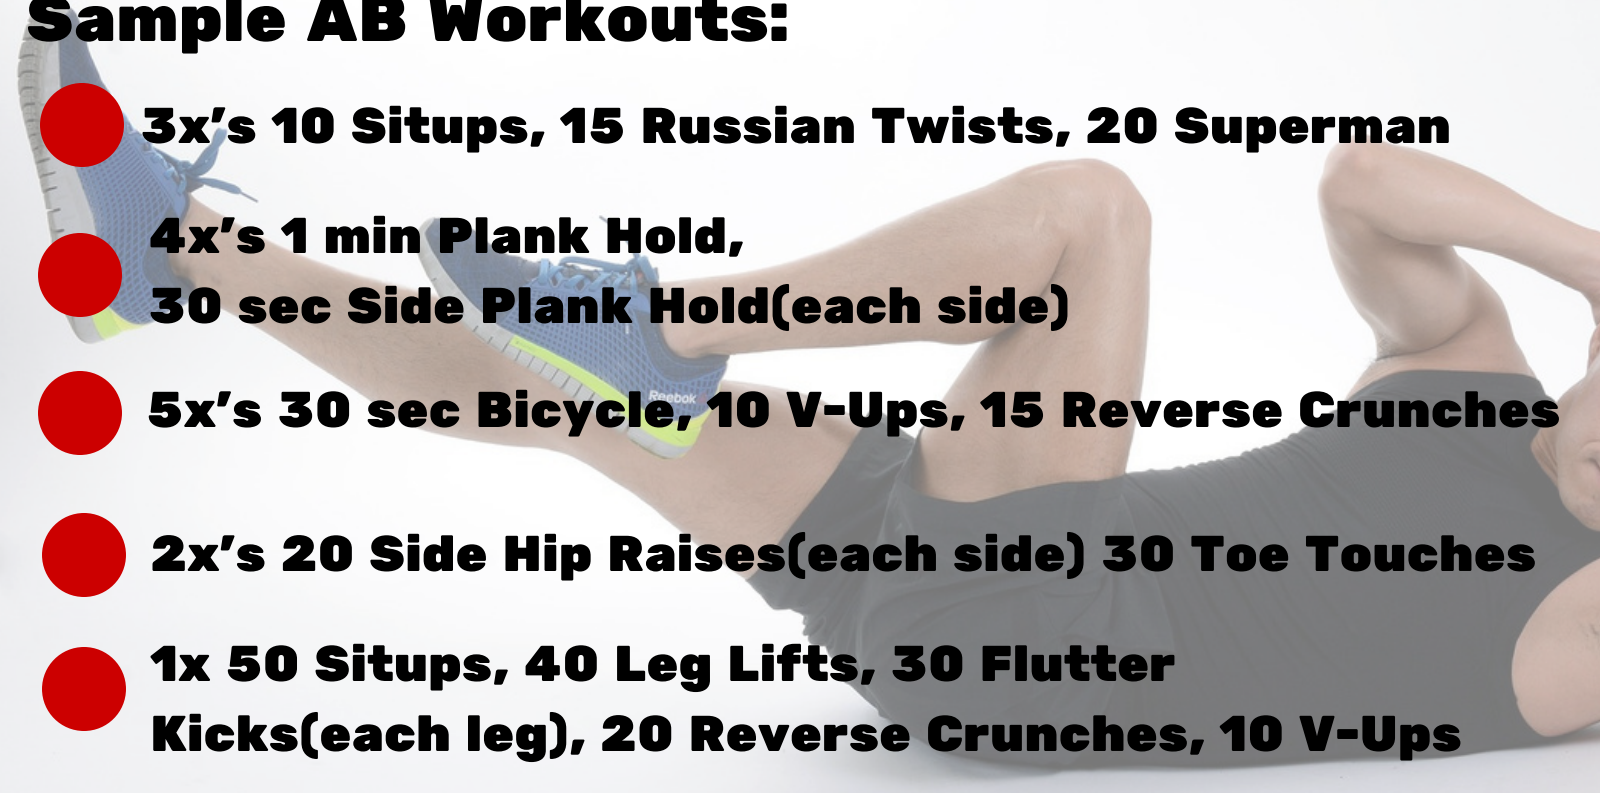 Sample AB Workouts:
3x's 10 Situps, 15 Russian Twists, 20 Superman
4x's 1 min Plank Hold,
30 sec Side Plank Hold(each side)
Reebok
5x's 30 sec Bicycle, 10 V-Ups, 15 Reverse Crunches
2x's 20 Side Hip Raises(each side) 30 Toe Touches
1x 50 Situps, 40 Leg Lifts, 30 Flutter
Kicks(each leg), 20 Reverse Crunches, 10 V-Ups